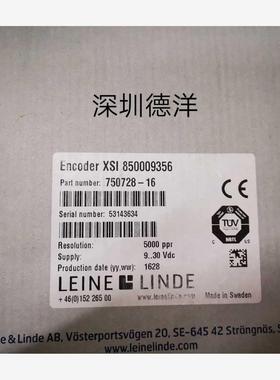 深圳德洋
Encoder XSI 850009356
Part number: 750728-16
Serial number: 53143634
Resolution: 5000 ppr
Supply: 9..30 Vdc
Production date (yy,ww): 1628
TÜV
NRTL
LEINE LINDE
+46(0)152 265 00 www.leinelinde.com Made in Sweden
& Linde AB, Västerportsvägen 20, SE-645 42 Strängnäs, S
www.leinelinde.com